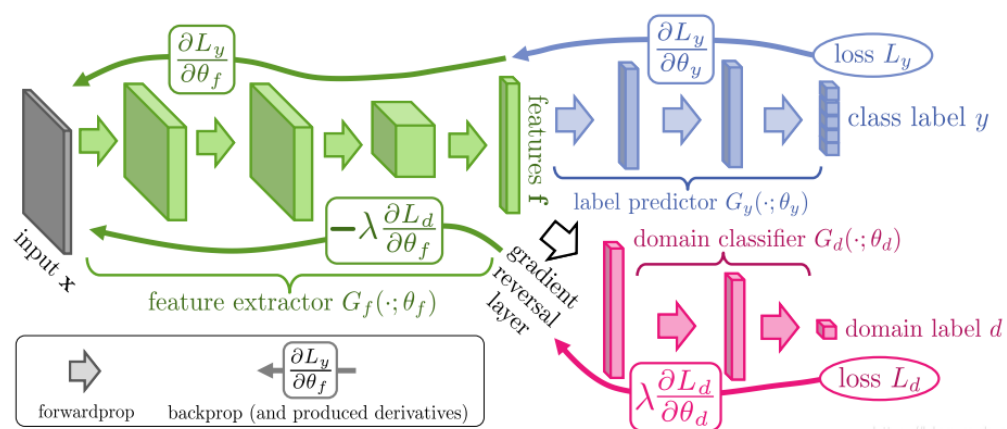 ∂L_y/∂θ_f
∂L_y/∂θ_y
loss L_y
features f
class label y
label predictor G_y(·; θ_y)
input x
−λ ∂L_d/∂θ_f
feature extractor G_f(·; θ_f)
gradient
reversal
layer
domain classifier G_d(·; θ_d)
domain label d
λ ∂L_d/∂θ_d
loss L_d
∂L_y/∂θ_f
forwardprop
backprop (and produced derivatives)